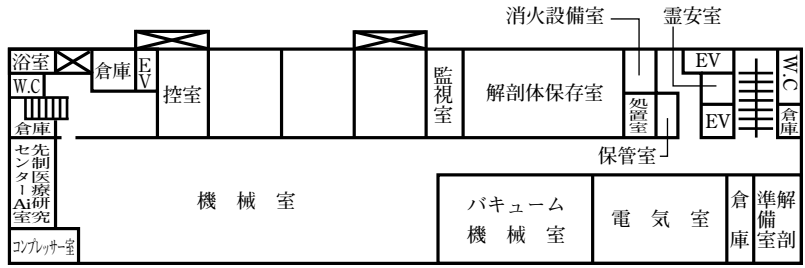 消火設備室
霊安室
浴室
倉庫
EV
EV
W.C
W.C
控室
監視室
解剖体保存室
処置室
EV
倉庫
倉庫
保管室
先制医療研究
センターAi室
機械室
バキューム
機械室
電気室
倉庫
解剖
準備室
コンプレッサー室